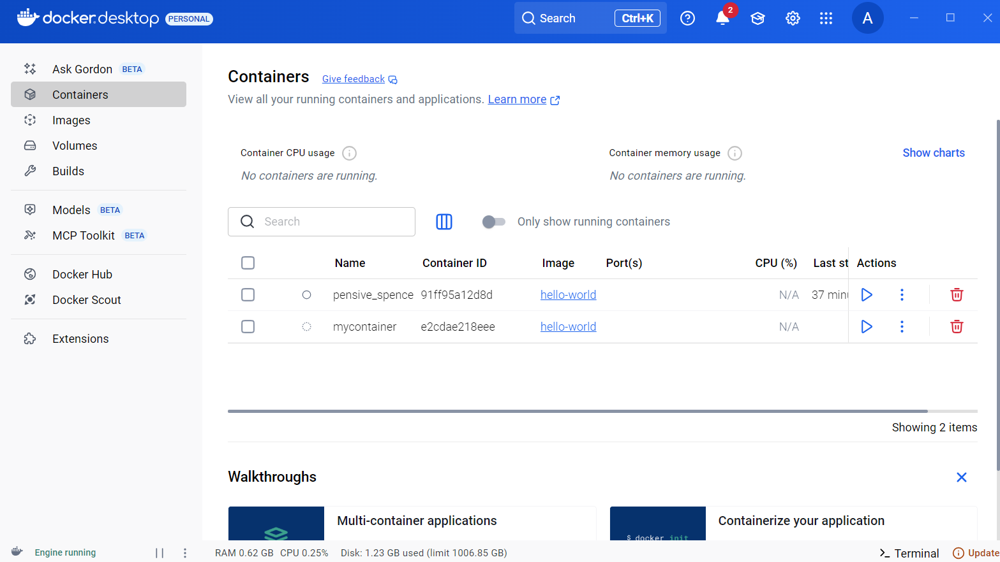 docker.desktop PERSONAL
Search Ctrl+K
2
A
Ask Gordon BETA
Containers
Images
Volumes
Builds
Models BETA
MCP Toolkit BETA
Docker Hub
Docker Scout
Extensions
Containers Give feedback
View all your running containers and applications. Learn more
Container CPU usage
No containers are running.
Container memory usage
No containers are running.
Show charts
Search
Only show running containers
Name Container ID Image Port(s) CPU (%) Last st Actions
pensive_spence 91ff95a12d8d hello-world N/A 37 min
mycontainer e2cdae218eee hello-world N/A
Showing 2 items
Walkthroughs
Multi-container applications
$ docker init
Containerize your application
Engine running
RAM 0.62 GB CPU 0.25% Disk: 1.23 GB used (limit 1006.85 GB)
>_ Terminal
Update